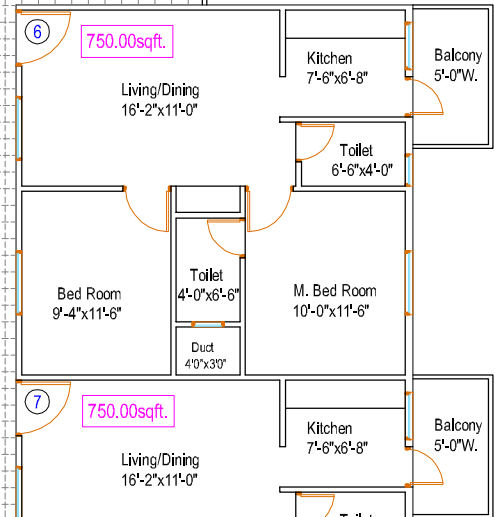 6
750.00sqft.
Kitchen
7'-6"x6'-8"
Balcony
5'-0"W.
Living/Dining
16'-2"x11'-0"
Toilet
6'-6"x4'-0"
Bed Room
9'-4"x11'-6"
Toilet
4'-0"x6'-6"
M. Bed Room
10'-0"x11'-6"
Duct
4'0"x3'0"
7
750.00sqft.
Kitchen
7'-6"x6'-8"
Balcony
5'-0"W.
Living/Dining
16'-2"x11'-0"